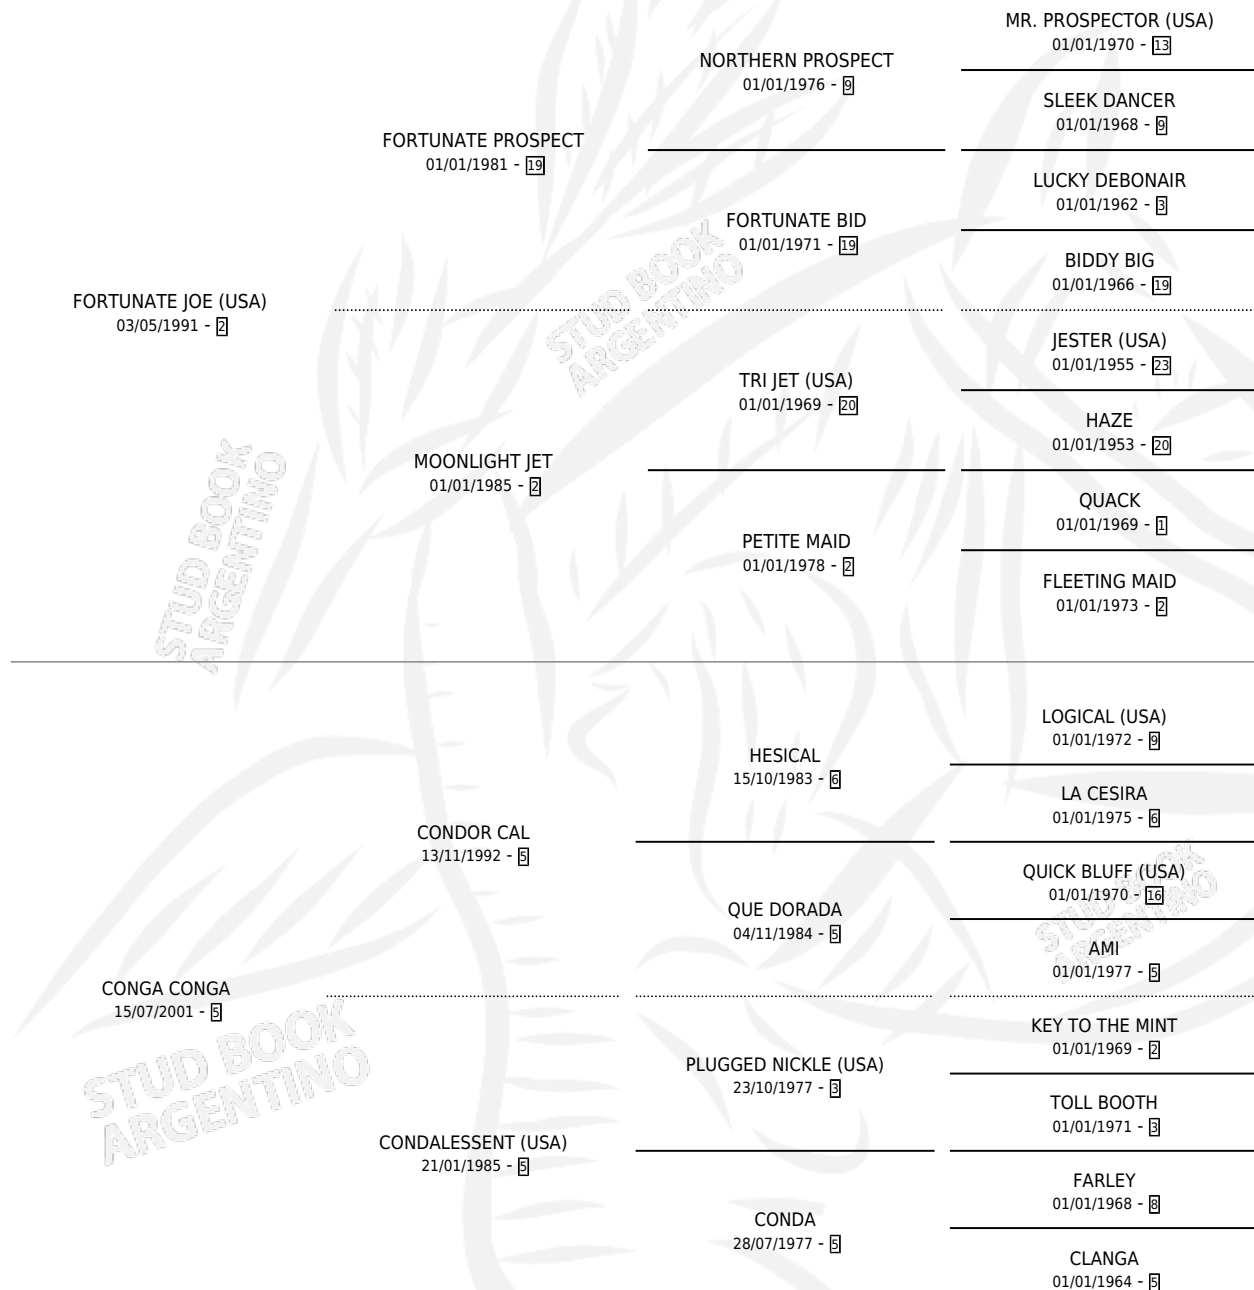 MR. PROSPECTOR (USA)
01/01/1970 - 13
NORTHERN PROSPECT
01/01/1976 - 9
SLEEK DANCER
01/01/1968 - 9
FORTUNATE PROSPECT
01/01/1981 - 19
LUCKY DEBONAIR
01/01/1962 - 3
FORTUNATE BID
01/01/1971 - 19
BIDDY BIG
01/01/1966 - 19
FORTUNATE JOE (USA)
03/05/1991 - 2
STUD BOOK
ARGENTINO
JESTER (USA)
01/01/1955 - 23
TRI JET (USA)
01/01/1969 - 20
HAZE
01/01/1953 - 20
MOONLIGHT JET
01/01/1985 - 2
QUACK
01/01/1969 - 1
PETITE MAID
01/01/1978 - 2
FLEETING MAID
01/01/1973 - 2
STUD BOOK
ARGENTINO
LOGICAL (USA)
01/01/1972 - 9
HESICAL
15/10/1983 - 6
LA CESIRA
01/01/1975 - 6
CONDOR CAL
13/11/1992 - 5
QUICK BLUFF (USA)
01/01/1970 - 16
QUE DORADA
04/11/1984 - 5
STUD BOOK
ARGENTINO
AMI
01/01/1977 - 5
CONGA CONGA
15/07/2001 - 5
KEY TO THE MINT
01/01/1969 - 2
PLUGGED NICKLE (USA)
23/10/1977 - 3
STUD BOOK
ARGENTINO
TOLL BOOTH
01/01/1971 - 3
CONDALESSENT (USA)
21/01/1985 - 5
FARLEY
01/01/1968 - 8
CONDA
28/07/1977 - 5
CLANGA
01/01/1964 - 5